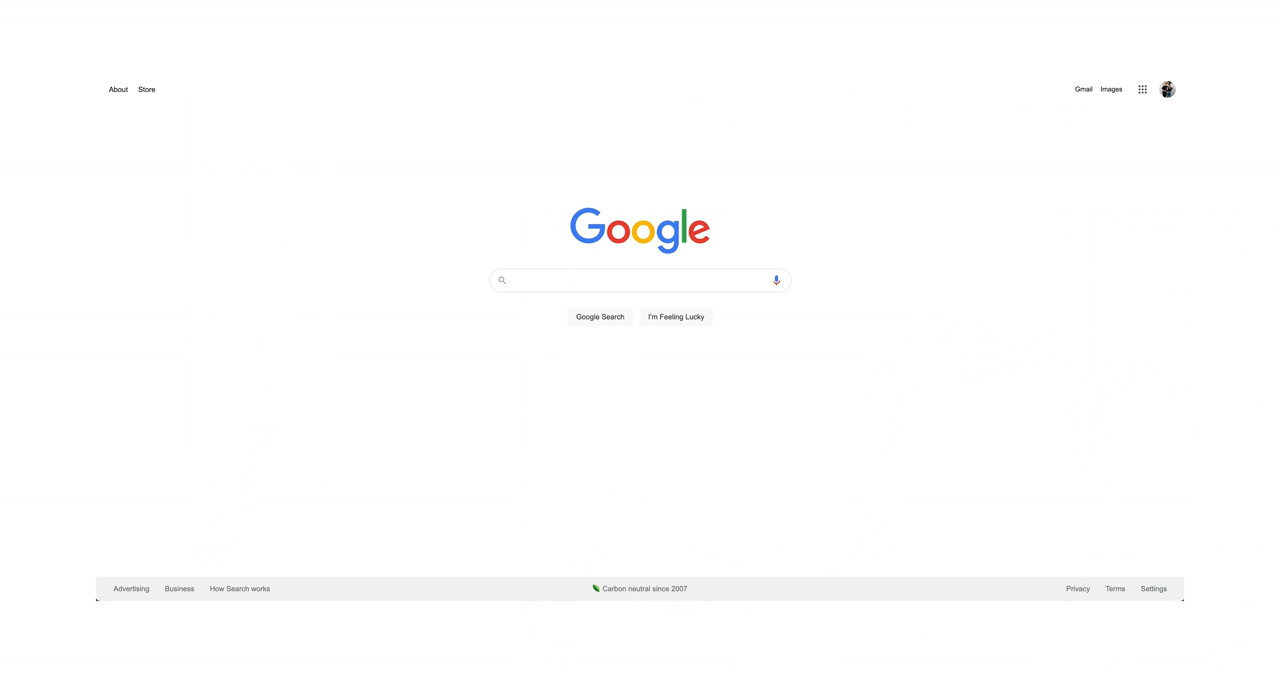 About Store Gmail Images
Google
Google Search I'm Feeling Lucky
Advertising Business How Search works Carbon neutral since 2007 Privacy Terms Settings